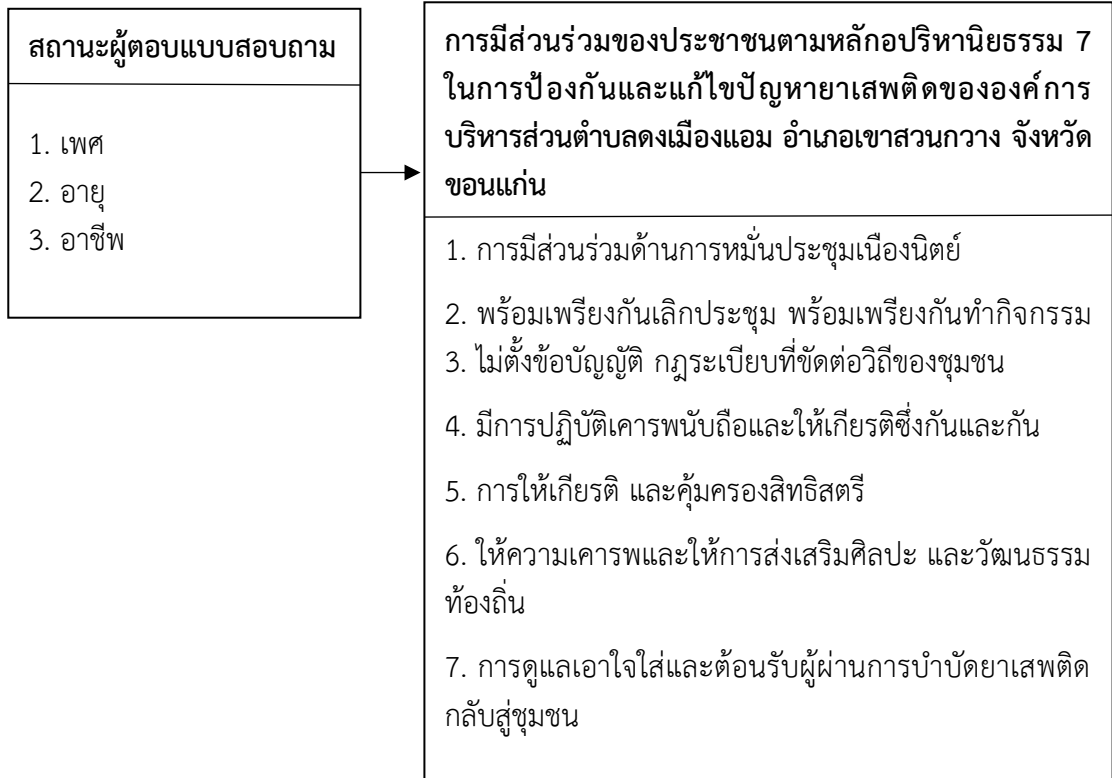 สถานะผู้ตอบแบบสอบถาม
1. เพศ
2. อายุ
3. อาชีพ
การมีส่วนร่วมของประชาชนตามหลักอปริหานิยธรรม 7
ในการป้องกันและแก้ไขปัญหายาเสพติดขององค์การ
บริหารส่วนตำบลดงเมืองแอม อำเภอเขาสวนกวาง จังหวัด
ขอนแก่น
1. การมีส่วนร่วมด้านการหมั่นประชุมเนืองนิตย์
2. พร้อมเพรียงกันเลิกประชุม พร้อมเพรียงกันทำกิจกรรม
3. ไม่ตั้งข้อบัญญัติ กฎระเบียบที่ขัดต่อวิถีของชุมชน
4. มีการปฏิบัติเคารพนับถือและให้เกียรติซึ่งกันและกัน
5. การให้เกียรติ และคุ้มครองสิทธิสตรี
6. ให้ความเคารพและให้การส่งเสริมศิลปะ และวัฒนธรรม
ท้องถิ่น
7. การดูแลเอาใจใส่และต้อนรับผู้ผ่านการบำบัดยาเสพติด
กลับสู่ชุมชน